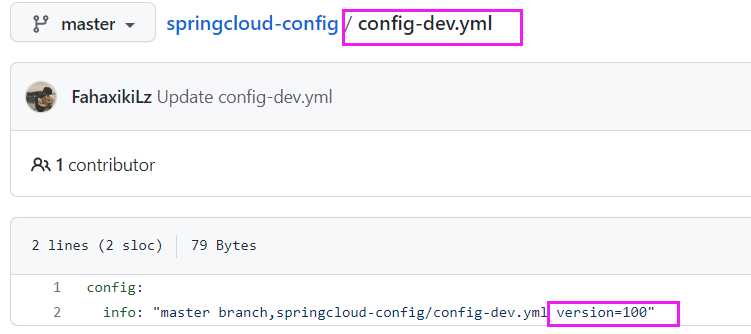 master springcloud-config / config-dev.yml
FahaxikiLz Update config-dev.yml
1 contributor
2 lines (2 sloc) 79 Bytes
1 config:
2 info: "master branch,springcloud-config/config-dev.yml version=100"